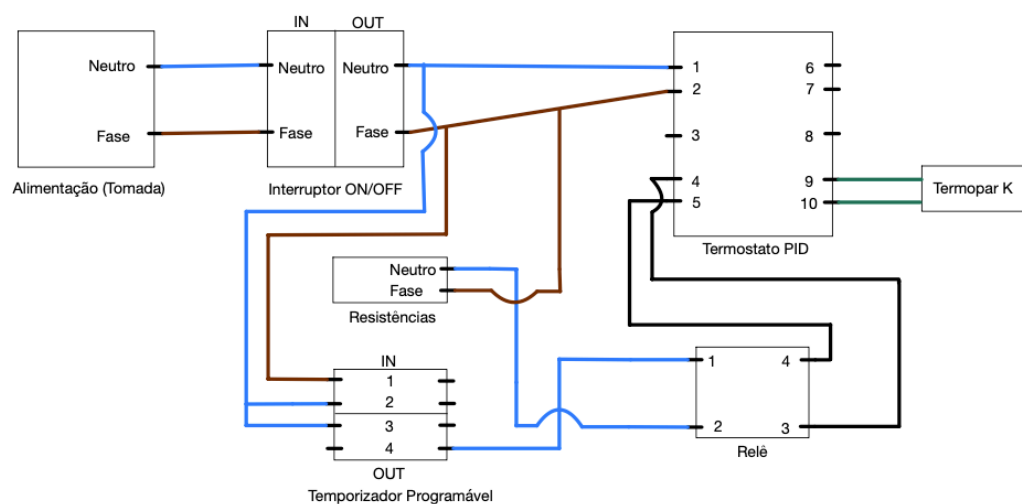 Neutro
Fase
Alimentação (Tomada)
IN OUT
Neutro Neutro
Fase Fase
Interruptor ON/OFF
1 6
2 7
3 8
4 9
5 10
Termostato PID
Termopar K
Neutro
Fase
Resistências
IN
1
2
3
4
OUT
Temporizador Programável
1 4
2 3
Relê